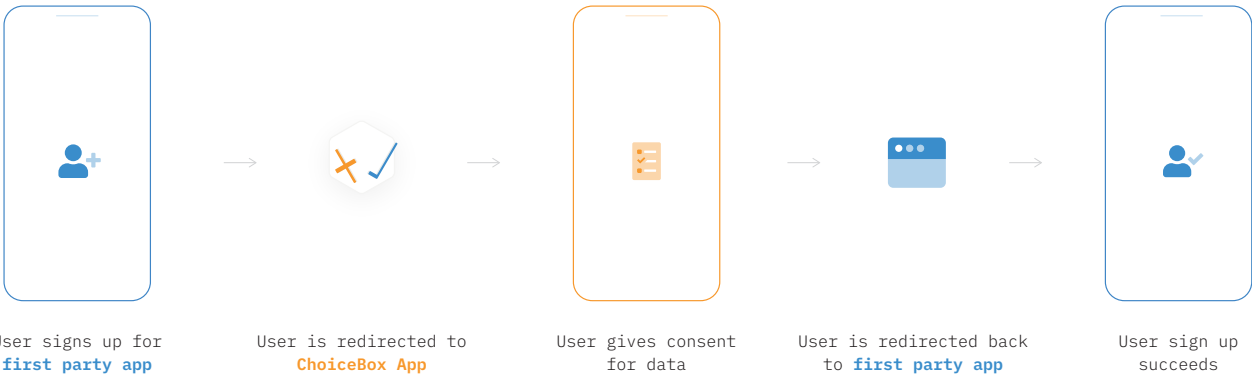 User signs up for
first party app
User is redirected to
ChoiceBox App
User gives consent
for data
User is redirected back
to first party app
User sign up
succeeds